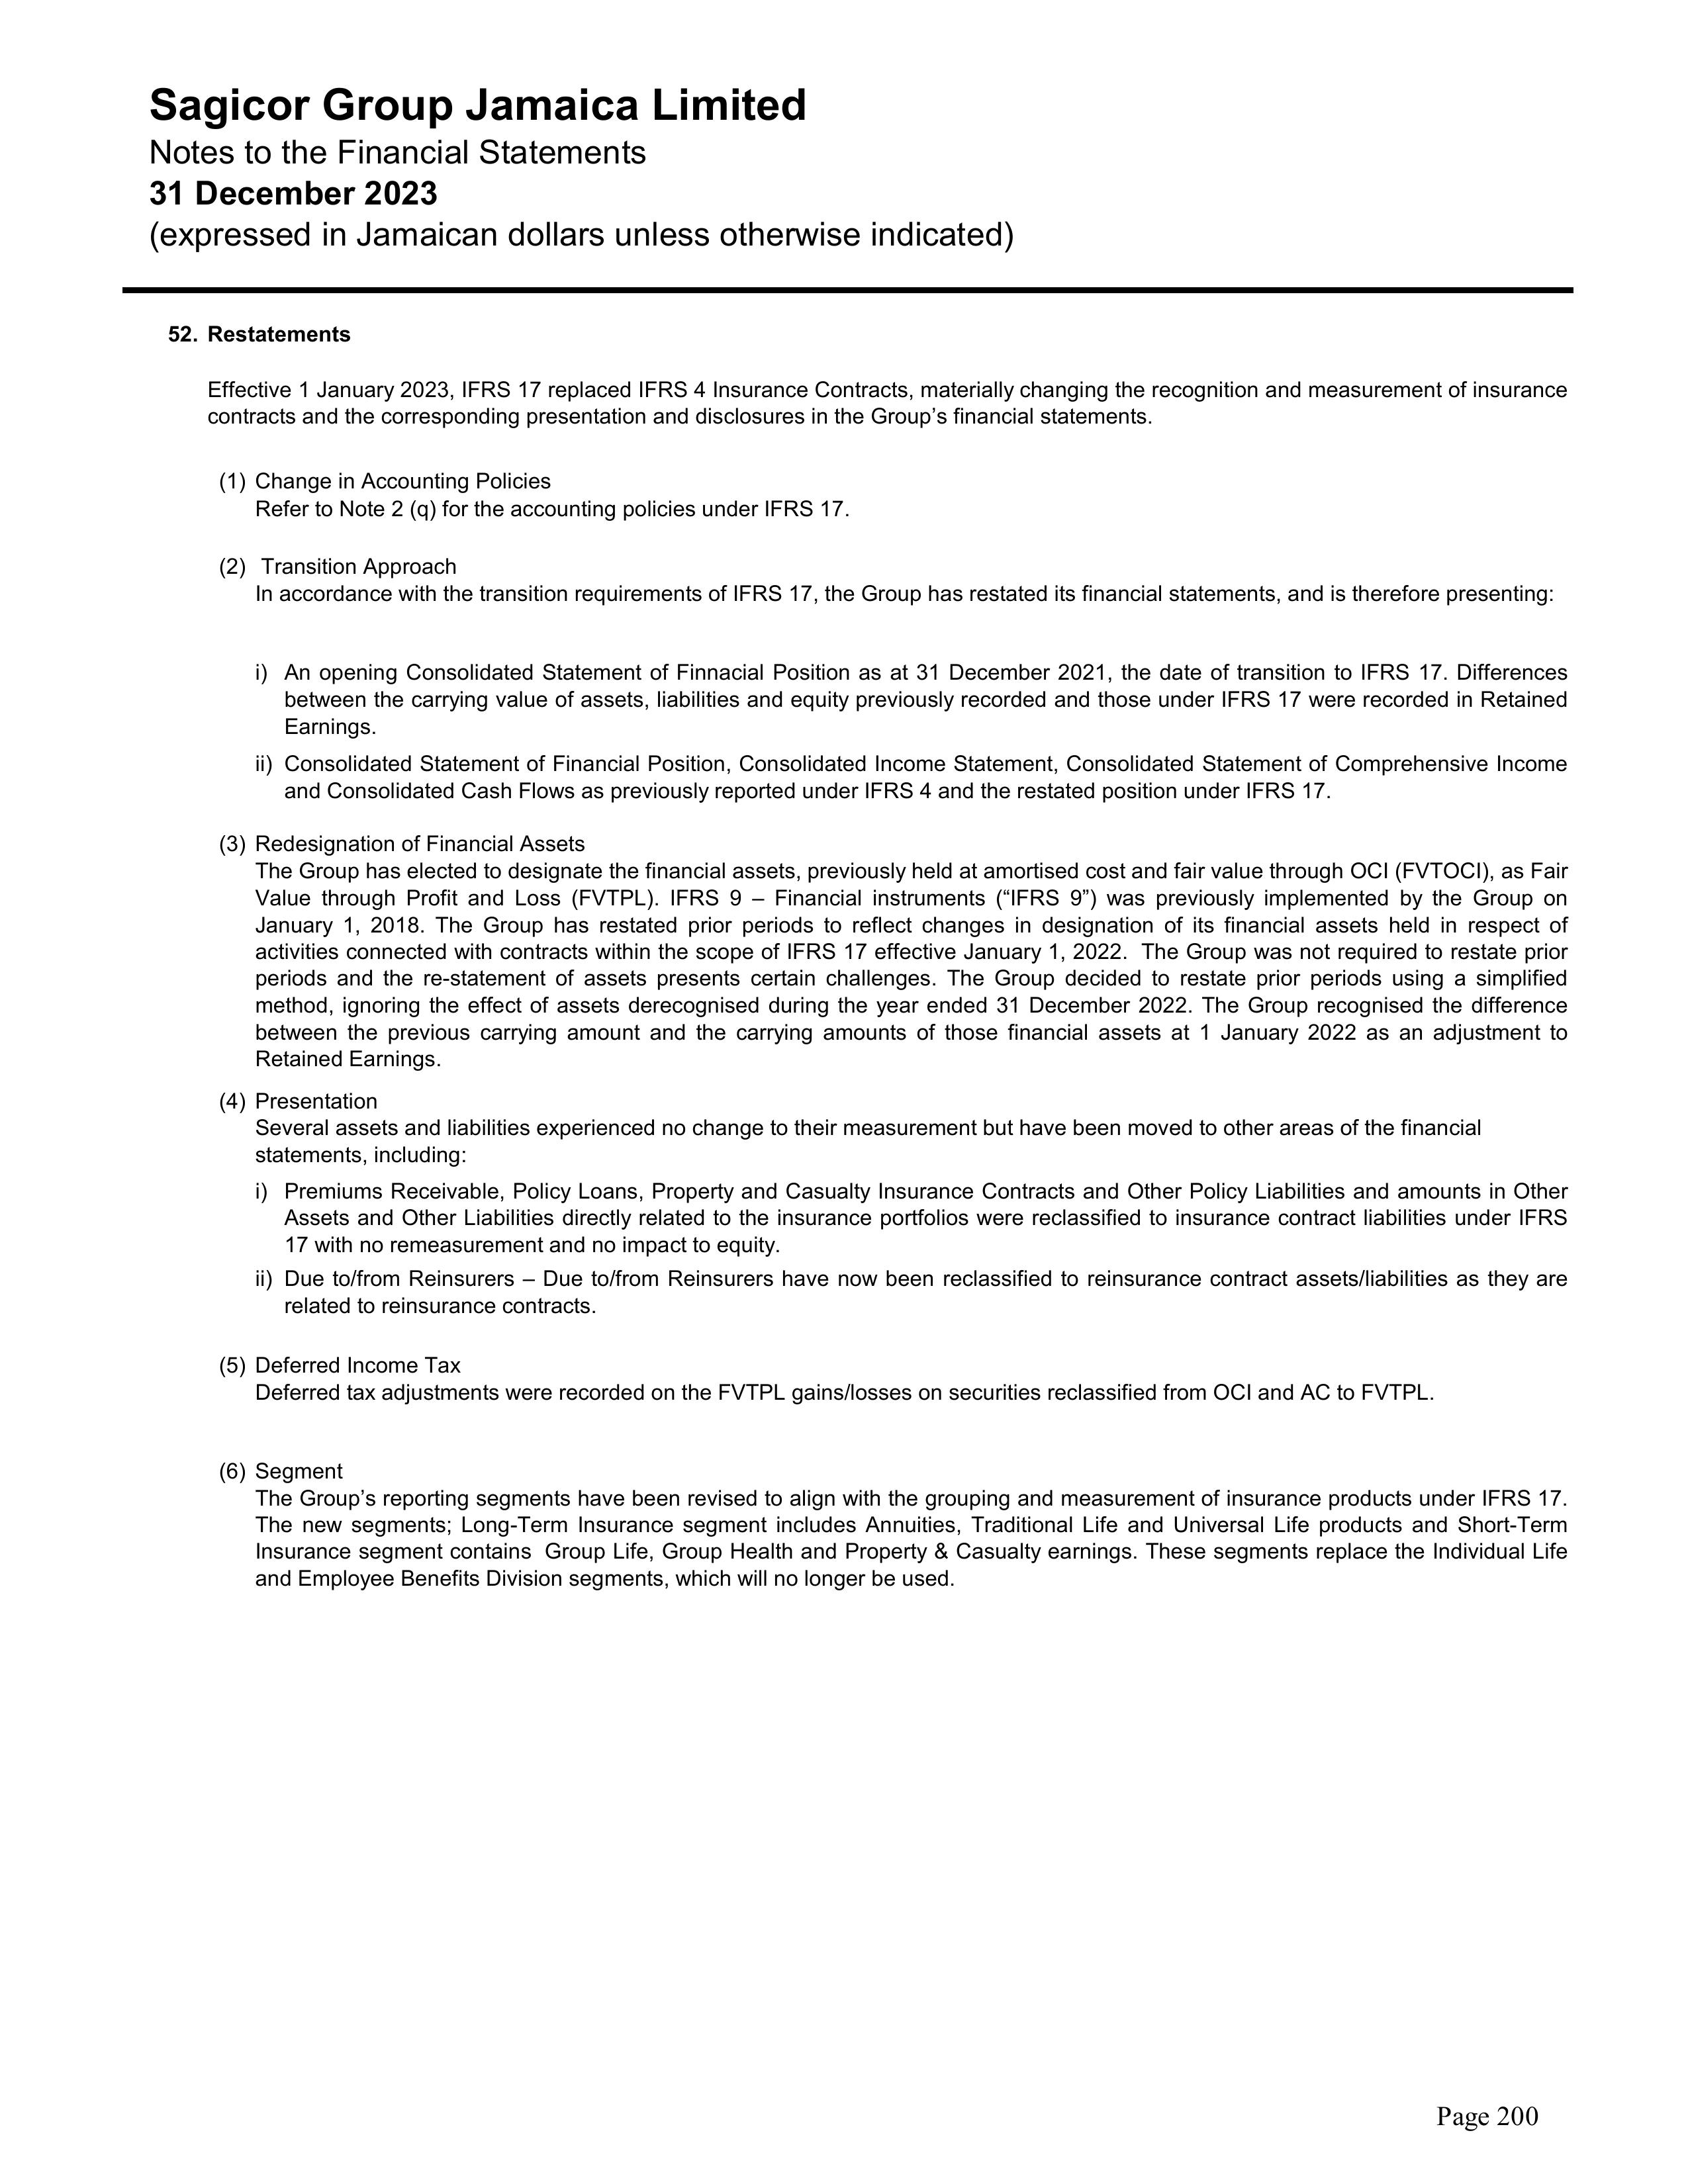 Sagicor Group Jamaica Limited
Notes to the Financial Statements
31 December 2023
(expressed in Jamaican dollars unless otherwise indicated)
52. Restatements
Effective 1 January 2023, IFRS 17 replaced IFRS 4 Insurance Contracts, materially changing the recognition and measurement of insurance
contracts and the corresponding presentation and disclosures in the Group’s financial statements.
(1) Change in Accounting Policies
Refer to Note 2 (q) for the accounting policies under IFRS 17.
(2) Transition Approach
In accordance with the transition requirements of IFRS 17, the Group has restated its financial statements, and is therefore presenting:
i) An opening Consolidated Statement of Finnacial Position as at 31 December 2021, the date of transition to IFRS 17. Differences
between the carrying value of assets, liabilities and equity previously recorded and those under IFRS 17 were recorded in Retained
Earnings.
ii) Consolidated Statement of Financial Position, Consolidated Income Statement, Consolidated Statement of Comprehensive Income
and Consolidated Cash Flows as previously reported under IFRS 4 and the restated position under IFRS 17.
(3) Redesignation of Financial Assets
The Group has elected to designate the financial assets, previously held at amortised cost and fair value through OCI (FVTOCI), as Fair
Value through Profit and Loss (FVTPL). IFRS 9 – Financial instruments (“IFRS 9”) was previously implemented by the Group on
January 1, 2018. The Group has restated prior periods to reflect changes in designation of its financial assets held in respect of
activities connected with contracts within the scope of IFRS 17 effective January 1, 2022. The Group was not required to restate prior
periods and the re-statement of assets presents certain challenges. The Group decided to restate prior periods using a simplified
method, ignoring the effect of assets derecognised during the year ended 31 December 2022. The Group recognised the difference
between the previous carrying amount and the carrying amounts of those financial assets at 1 January 2022 as an adjustment to
Retained Earnings.
(4) Presentation
Several assets and liabilities experienced no change to their measurement but have been moved to other areas of the financial
statements, including:
i) Premiums Receivable, Policy Loans, Property and Casualty Insurance Contracts and Other Policy Liabilities and amounts in Other
Assets and Other Liabilities directly related to the insurance portfolios were reclassified to insurance contract liabilities under IFRS
17 with no remeasurement and no impact to equity.
ii) Due to/from Reinsurers – Due to/from Reinsurers have now been reclassified to reinsurance contract assets/liabilities as they are
related to reinsurance contracts.
(5) Deferred Income Tax
Deferred tax adjustments were recorded on the FVTPL gains/losses on securities reclassified from OCI and AC to FVTPL.
(6) Segment
The Group’s reporting segments have been revised to align with the grouping and measurement of insurance products under IFRS 17.
The new segments; Long-Term Insurance segment includes Annuities, Traditional Life and Universal Life products and Short-Term
Insurance segment contains Group Life, Group Health and Property & Casualty earnings. These segments replace the Individual Life
and Employee Benefits Division segments, which will no longer be used.
Page 200